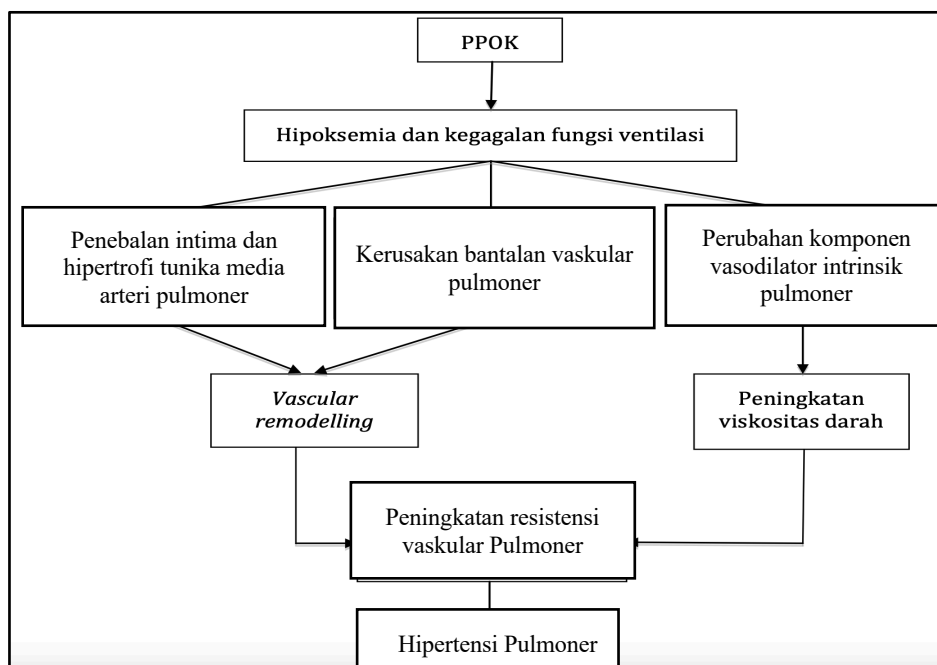 PPOK
Hipoksemia dan kegagalan fungsi ventilasi
Penebalan intima dan
hipertrofi tunika media
arteri pulmoner
Kerusakan bantalan vaskular
pulmoner
Perubahan komponen
vasodilator intrinsik
pulmoner
Vascular
remodelling
Peningkatan
viskositas darah
Peningkatan resistensi
vaskular Pulmoner
Hipertensi Pulmoner